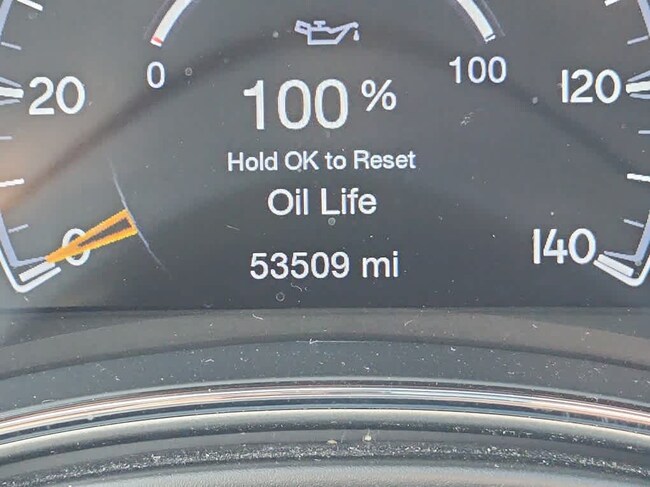 0 100
20 100% 120
Hold OK to Reset
Oil Life
0 53509 mi 140